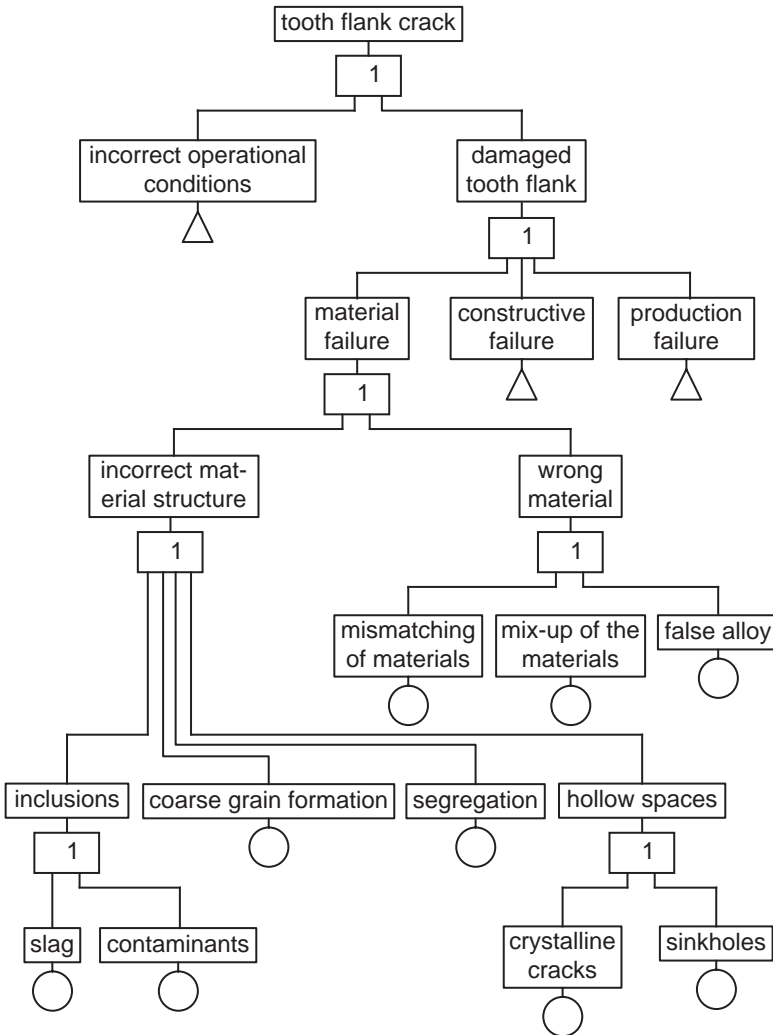 tooth flank crack
1
incorrect operational
conditions
damaged
tooth flank
1
material
failure
constructive
failure
production
failure
1
incorrect mat-
erial structure
wrong
material
1
1
mismatching
of materials
mix-up of the
materials
false alloy
inclusions
coarse grain formation
segregation
hollow spaces
1
1
slag
contaminants
crystalline
cracks
sinkholes